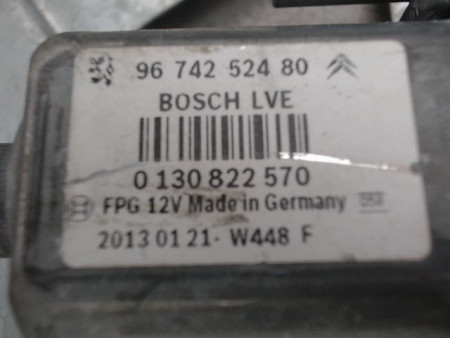 96 742 524 80
BOSCH LVE
0 130 822 570
FPG 12V Made in Germany
2013 01 21 - W448 F